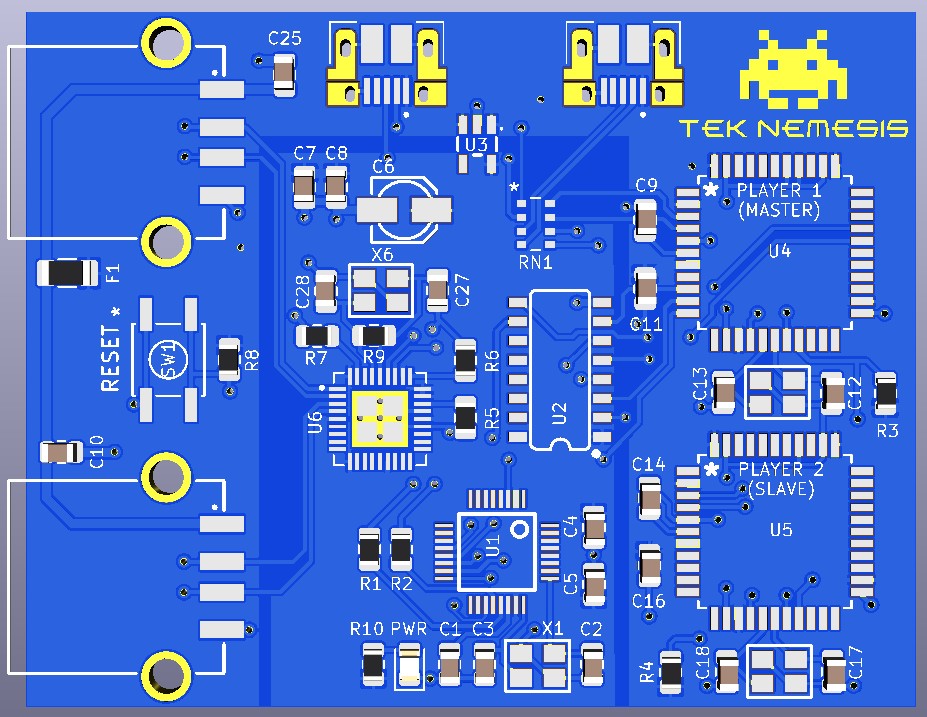 C25
TEK NEMESIS
U3
C7 C8
C6
*
C9
* PLAYER 1
(MASTER)
U4
RN1
X6
F1
C28
C27
C11
RESET *
SW1
R8
R7
R9
R6
U6
R5
U2
C13
C12
R3
C10
C14
* PLAYER 2
(SLAVE)
U5
C4
U1
R1 R2
C5
C16
R10 PWR C1 C3 X1 C2
R4
C18
C17